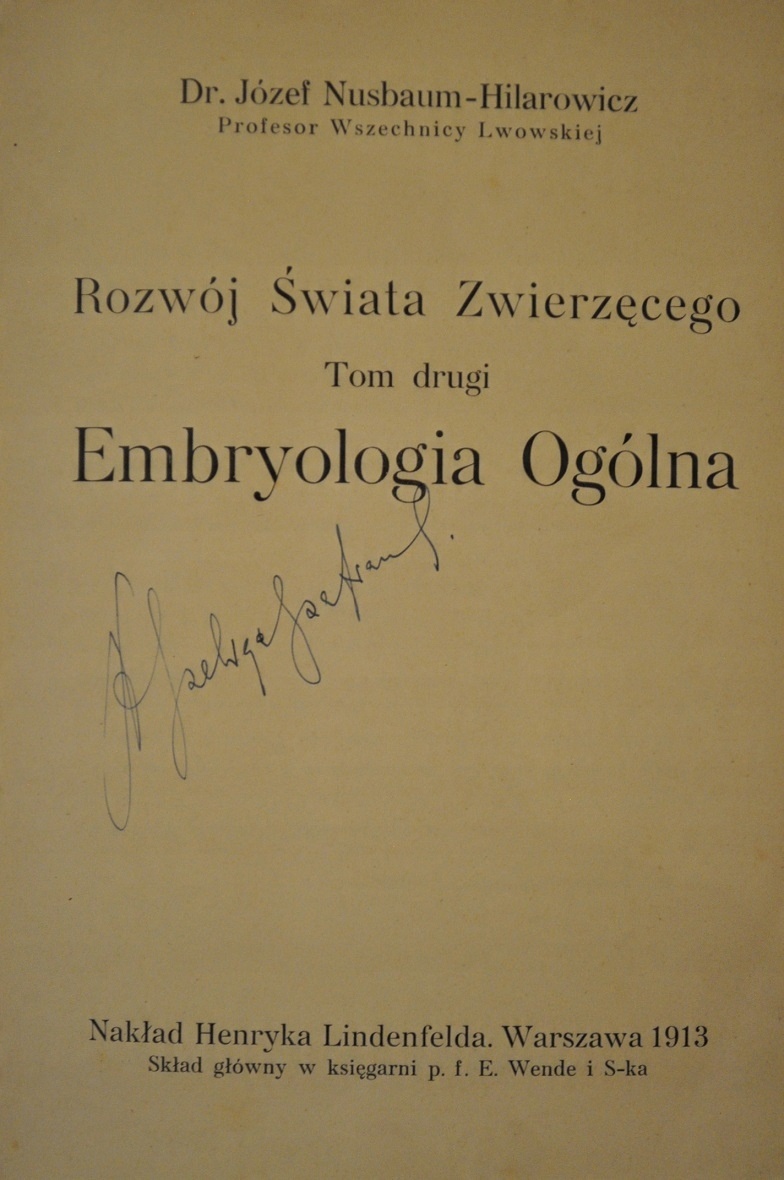 Dr. Józef Nusbaum-Hilarowicz
Profesor Wszechnicy Lwowskiej
Rozwój Świata Zwierzęcego
Tom drugi
Embryologia Ogólna
Nakład Henryka Lindenfelda. Warszawa 1913
Skład główny w księgarni p. f. E. Wende i S-ka